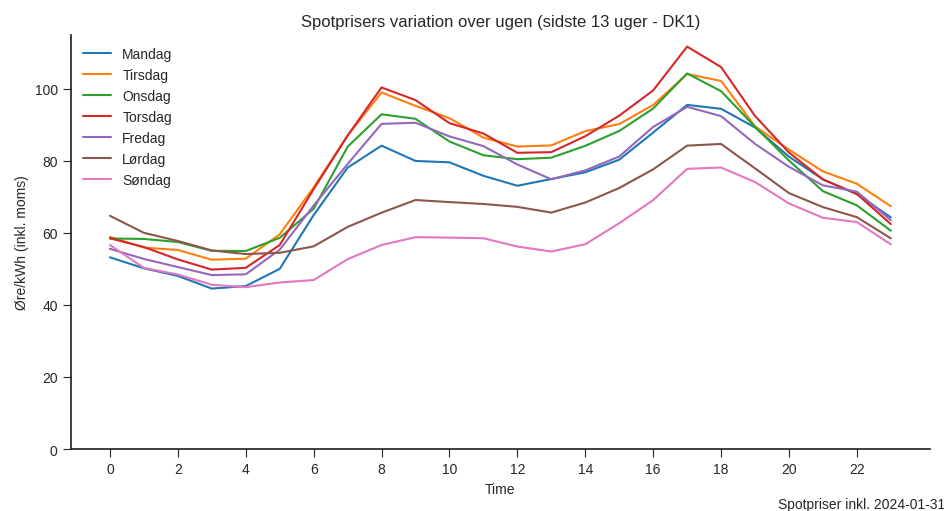 Spotprisers variation over ugen (sidste 13 uger - DK1)
Mandag
Tirsdag
Onsdag
Torsdag
Fredag
Lørdag
Søndag
Øre/kWh (inkl. moms)
100
80
60
40
20
0
0 2 4 6 8 10 12 14 16 18 20 22
Time
Spotpriser inkl. 2024-01-31